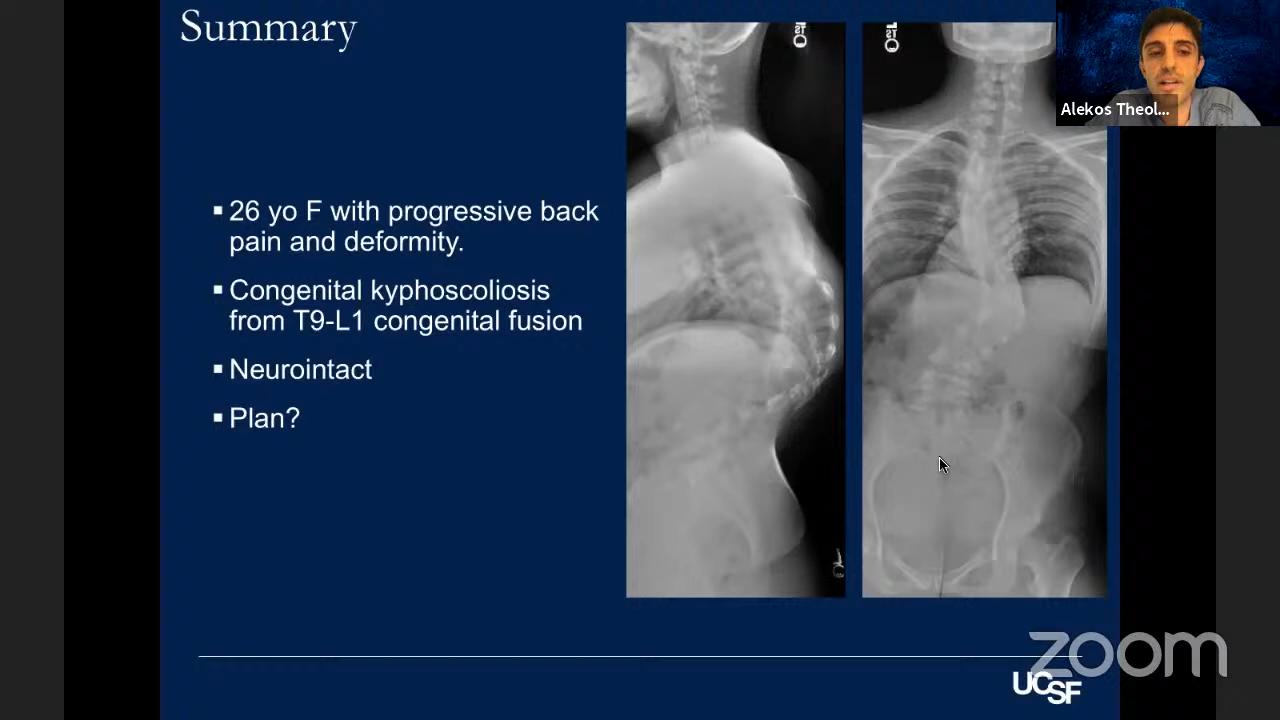 Summary
Alekos Theol...
▪ 26 yo F with progressive back
pain and deformity.
▪ Congenital kyphoscoliosis
from T9-L1 congenital fusion
▪ Neurointact
▪ Plan?
zoom
UCSF